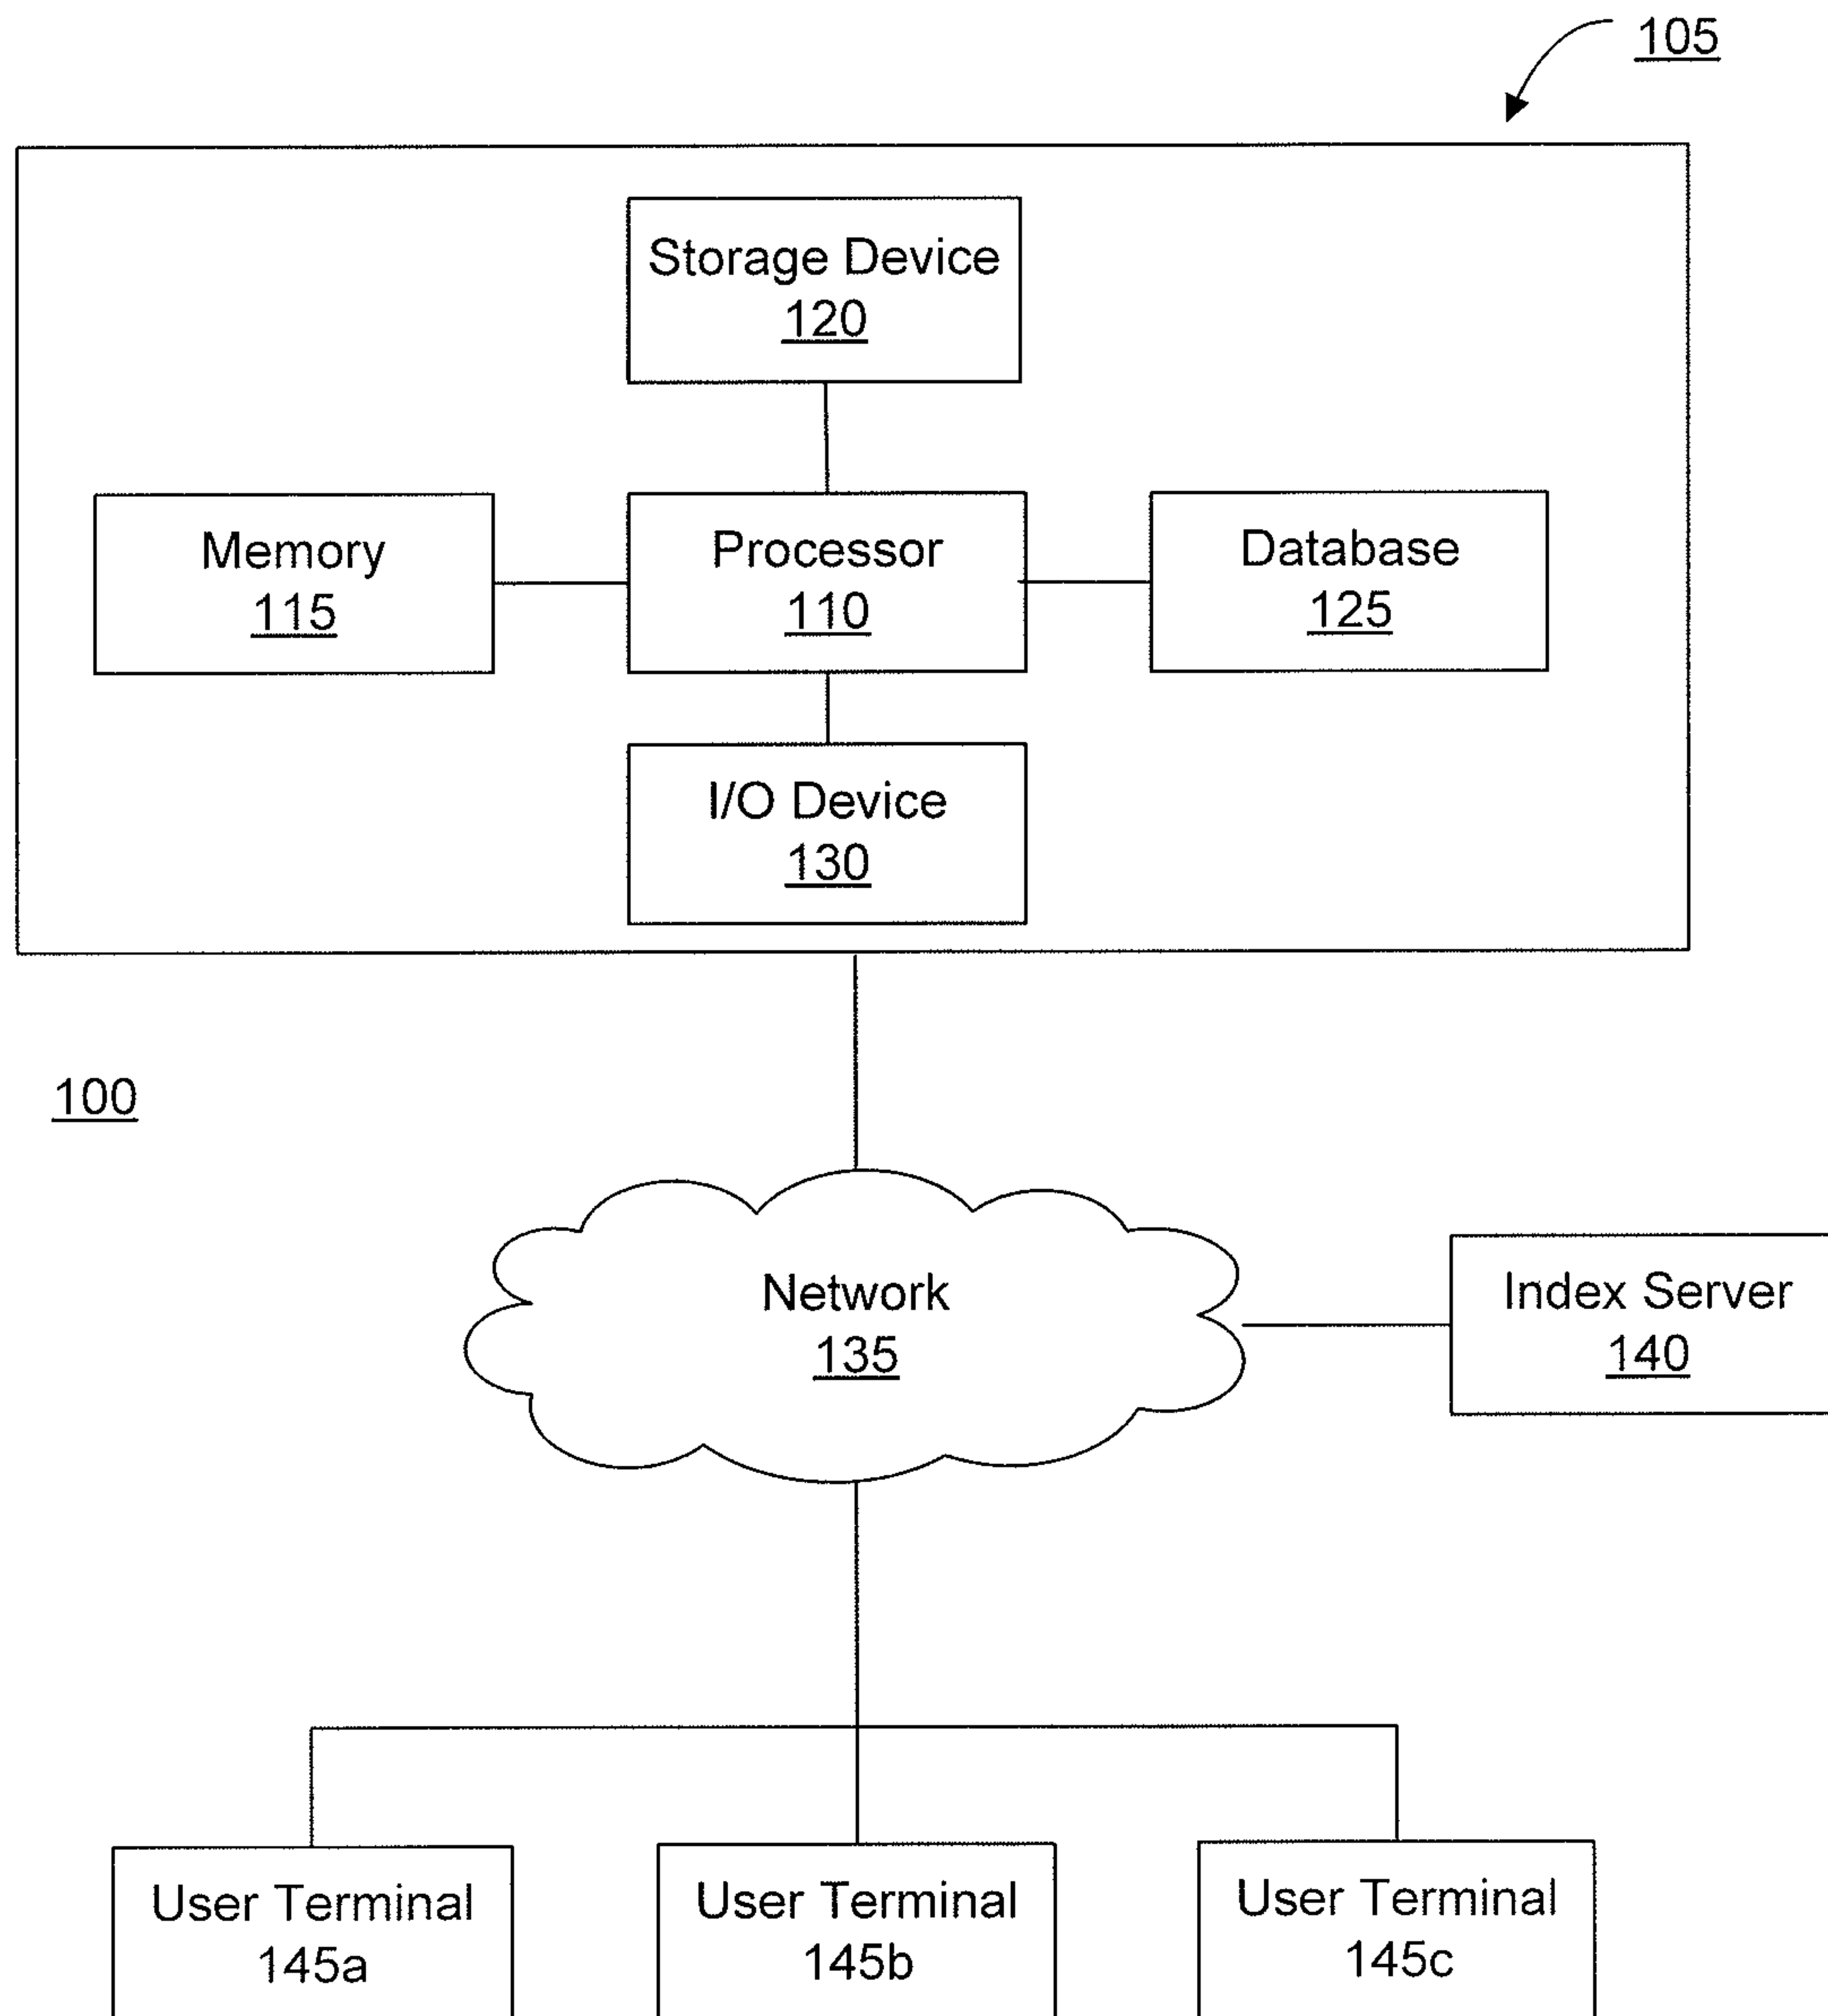 105
Storage Device
120
Memory
115
Processor
110
Database
125
I/O Device
130
100
Network
135
Index Server
140
User Terminal
145a
User Terminal
145b
User Terminal
145c